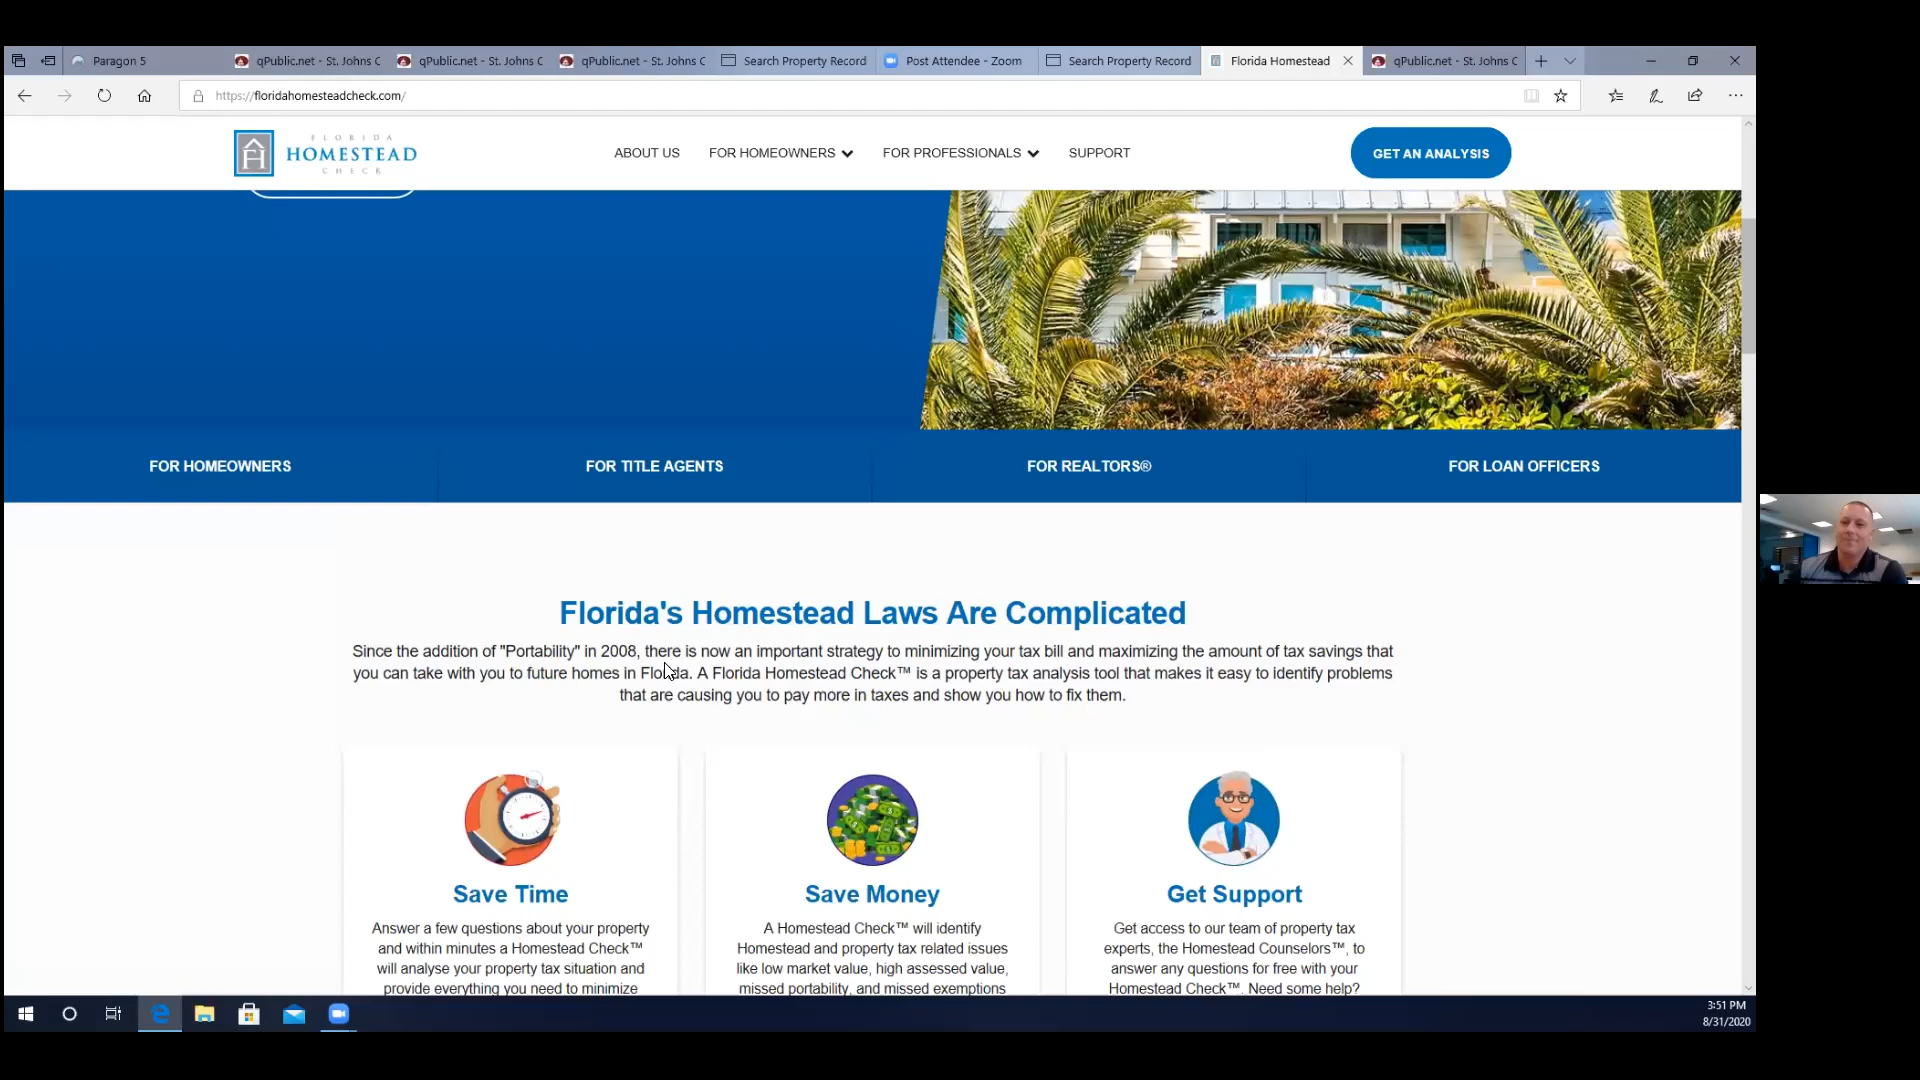 Paragon 5
qPublic.net - St. Johns C
qPublic.net - St. Johns C
qPublic.net - St. Johns C
Search Property Record
Post Attendee - Zoom
Search Property Record
Florida Homestead
qPublic.net - St. Johns C
https://floridahomesteadcheck.com/
FLORIDA
HOMESTEAD
CHECK
ABOUT US
FOR HOMEOWNERS
FOR PROFESSIONALS
SUPPORT
GET AN ANALYSIS
FOR HOMEOWNERS
FOR TITLE AGENTS
FOR REALTORS®
FOR LOAN OFFICERS
Florida's Homestead Laws Are Complicated
Since the addition of "Portability" in 2008, there is now an important strategy to minimizing your tax bill and maximizing the amount of tax savings that
you can take with you to future homes in Florida. A Florida Homestead Check™ is a property tax analysis tool that makes it easy to identify problems
that are causing you to pay more in taxes and show you how to fix them.
Save Time
Answer a few questions about your property
and within minutes a Homestead Check™
will analyse your property tax situation and
provide everything you need to minimize
Save Money
A Homestead Check™ will identify
Homestead and property tax related issues
like low market value, high assessed value,
missed portability, and missed exemptions
Get Support
Get access to our team of property tax
experts, the Homestead Counselors™, to
answer any questions for free with your
Homestead Check™. Need some help?
3:51 PM
8/31/2020